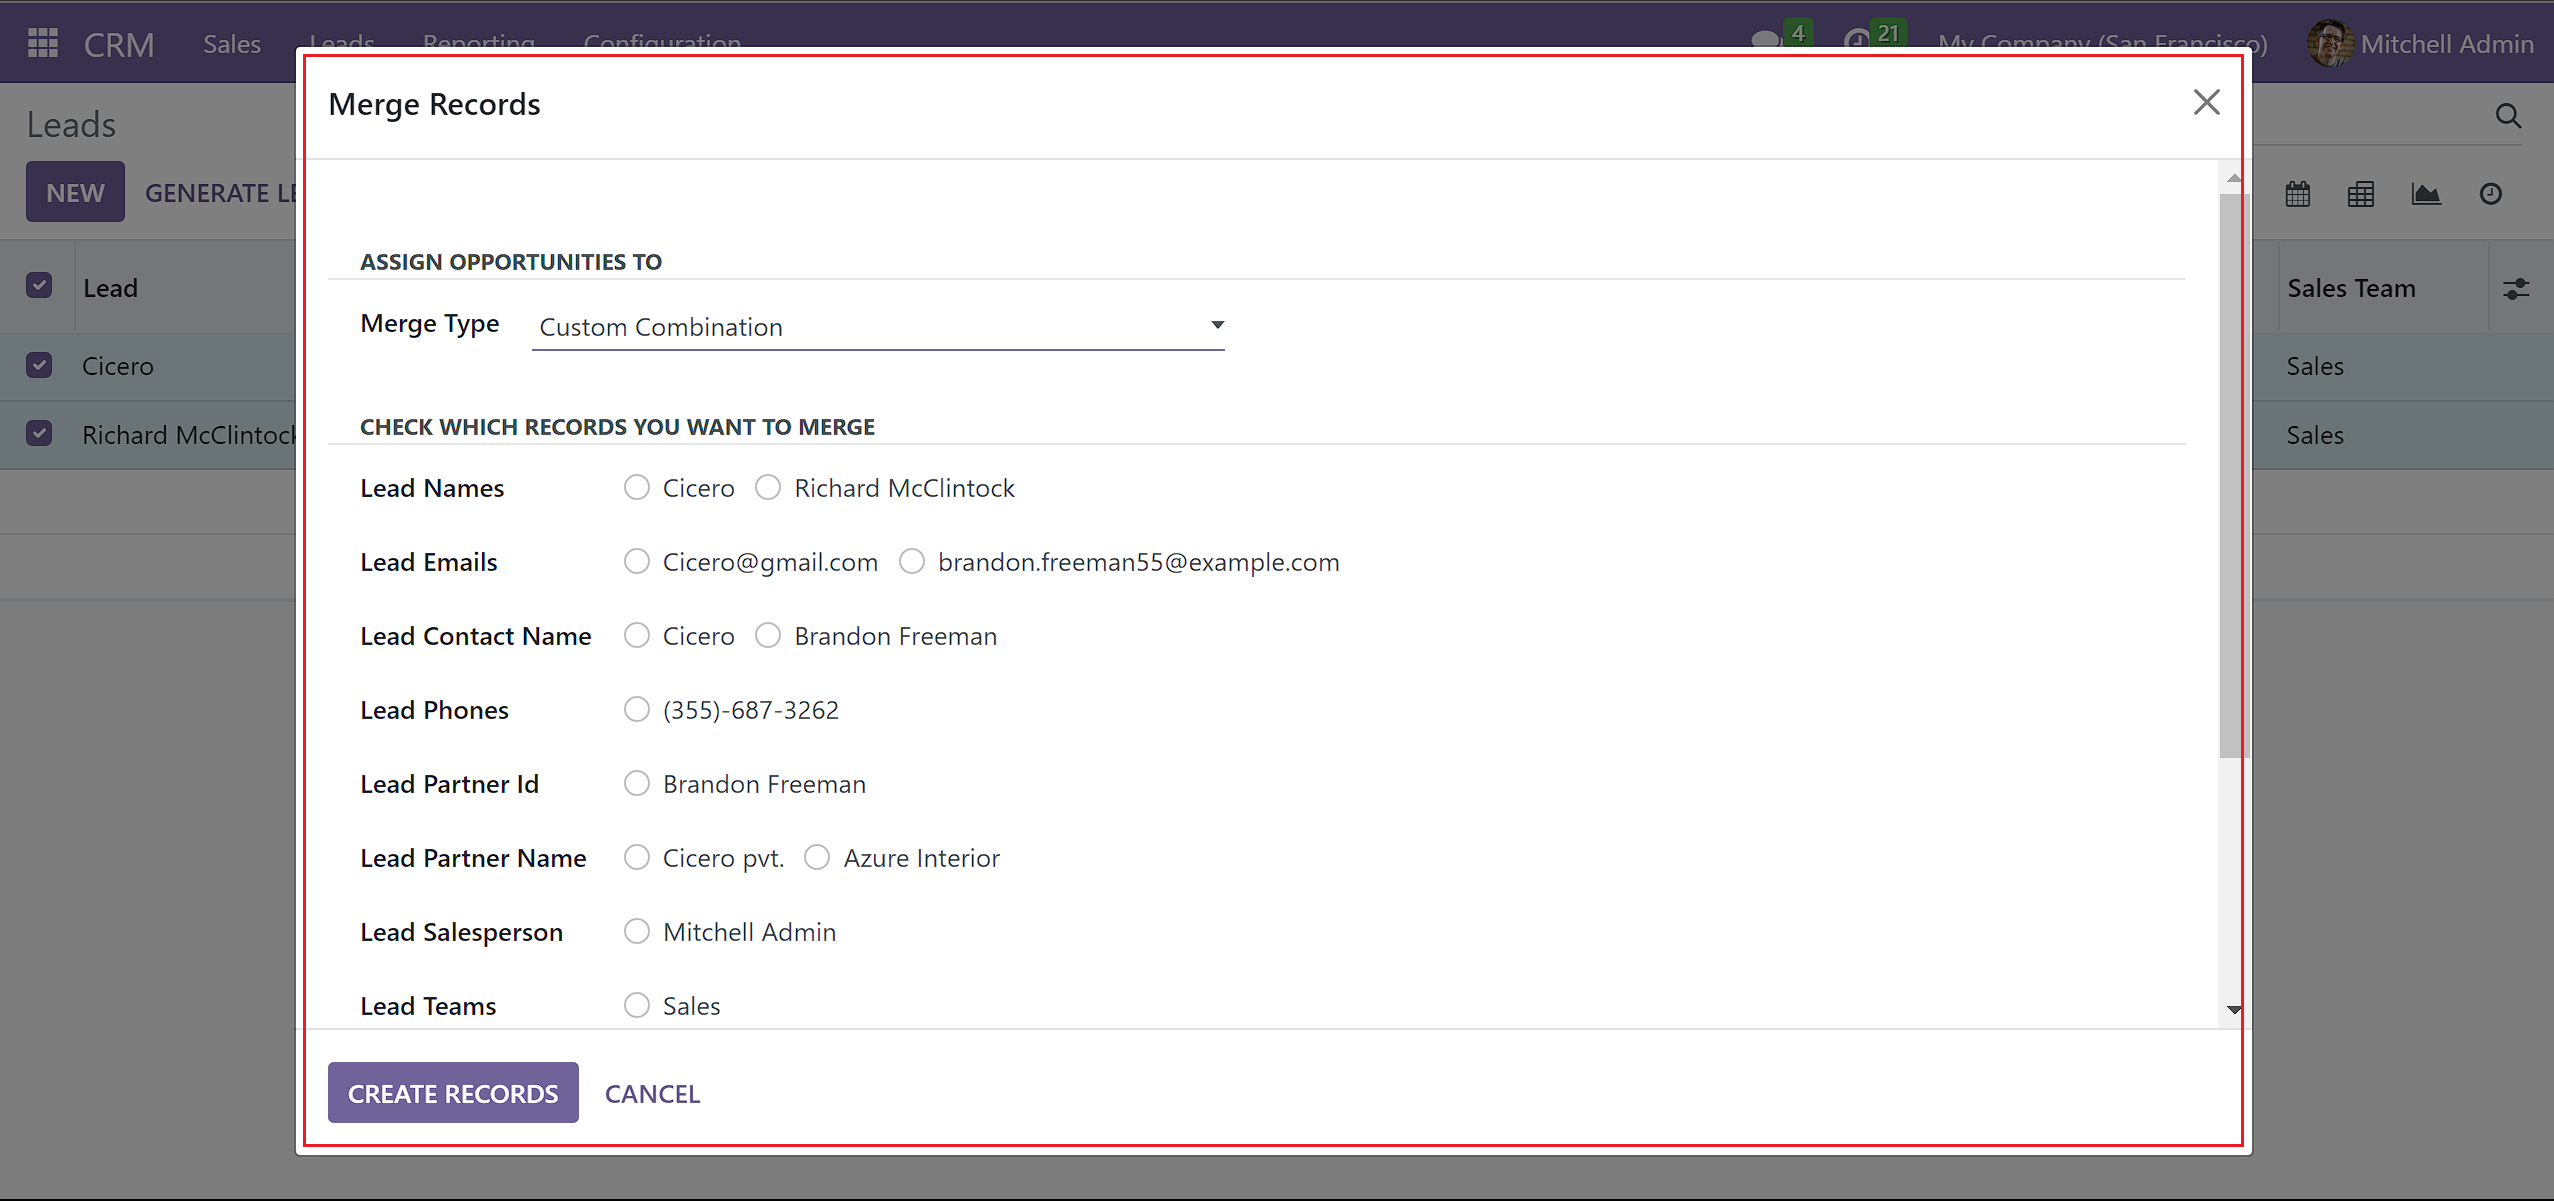 CRM Sales Leads Reporting Configuration 4 21 My Company (San Francisco) Mitchell Admin
Merge Records
Leads
NEW GENERATE LE
ASSIGN OPPORTUNITIES TO
Lead Sales Team
Merge Type Custom Combination
Cicero Sales
CHECK WHICH RECORDS YOU WANT TO MERGE
Richard McClintock Sales
Lead Names Cicero Richard McClintock
Lead Emails Cicero@gmail.com brandon.freeman55@example.com
Lead Contact Name Cicero Brandon Freeman
Lead Phones (355)-687-3262
Lead Partner Id Brandon Freeman
Lead Partner Name Cicero pvt. Azure Interior
Lead Salesperson Mitchell Admin
Lead Teams Sales
CREATE RECORDS CANCEL